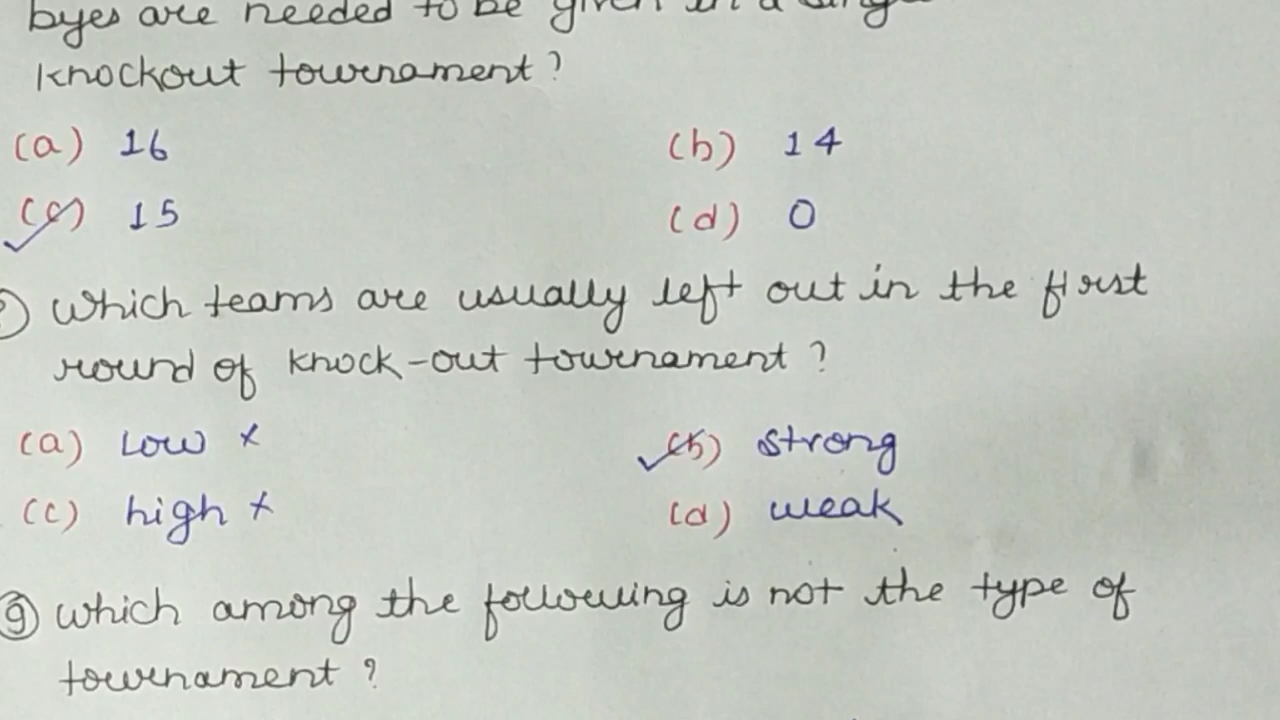 byes are needed to be given in a
knockout tournament?
(a) 16 (b) 14
(c) 15 (d) 0
which teams are usually left out in the first
round of knock-out tournament?
(a) low × (b) strong
(c) high × (d) weak
9 which among the following is not the type of
tournament?